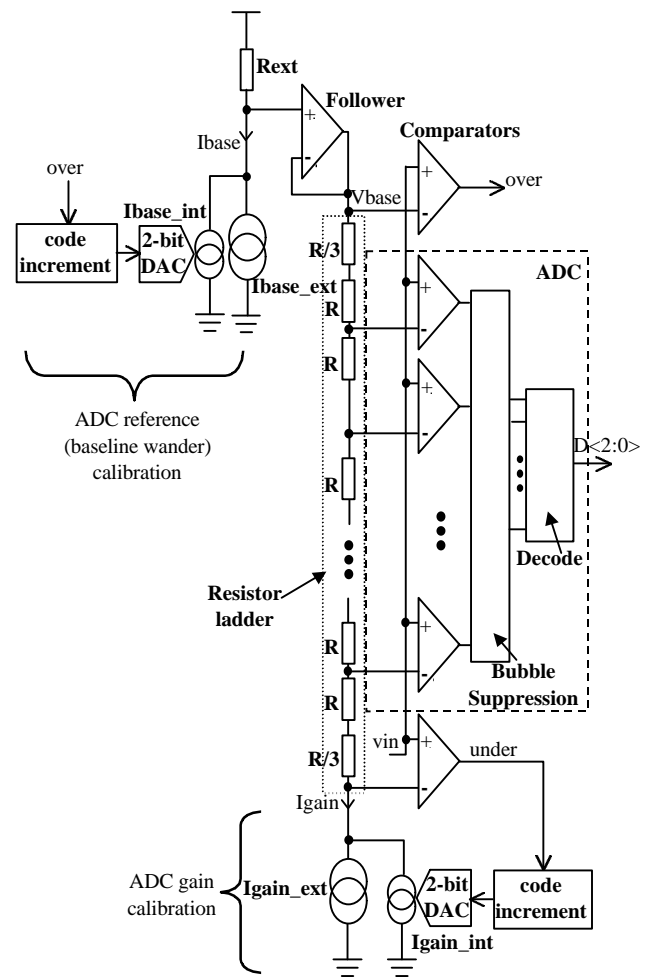 Rext
Follower
+
-
Ibase
Comparators
over
+
-
over
Vbase
Ibase_int
code
increment
2-bit
DAC
Ibase_ext
R/3
R
R
R
ADC
+
-
+
-
D<2:0>
ADC reference
(baseline wander)
calibration
Decode
Resistor
ladder
R
R
R/3
+
-
Bubble
Suppression
vin
+
-
under
Igain
ADC gain
calibration
Igain_ext
2-bit
DAC
code
increment
Igain_int